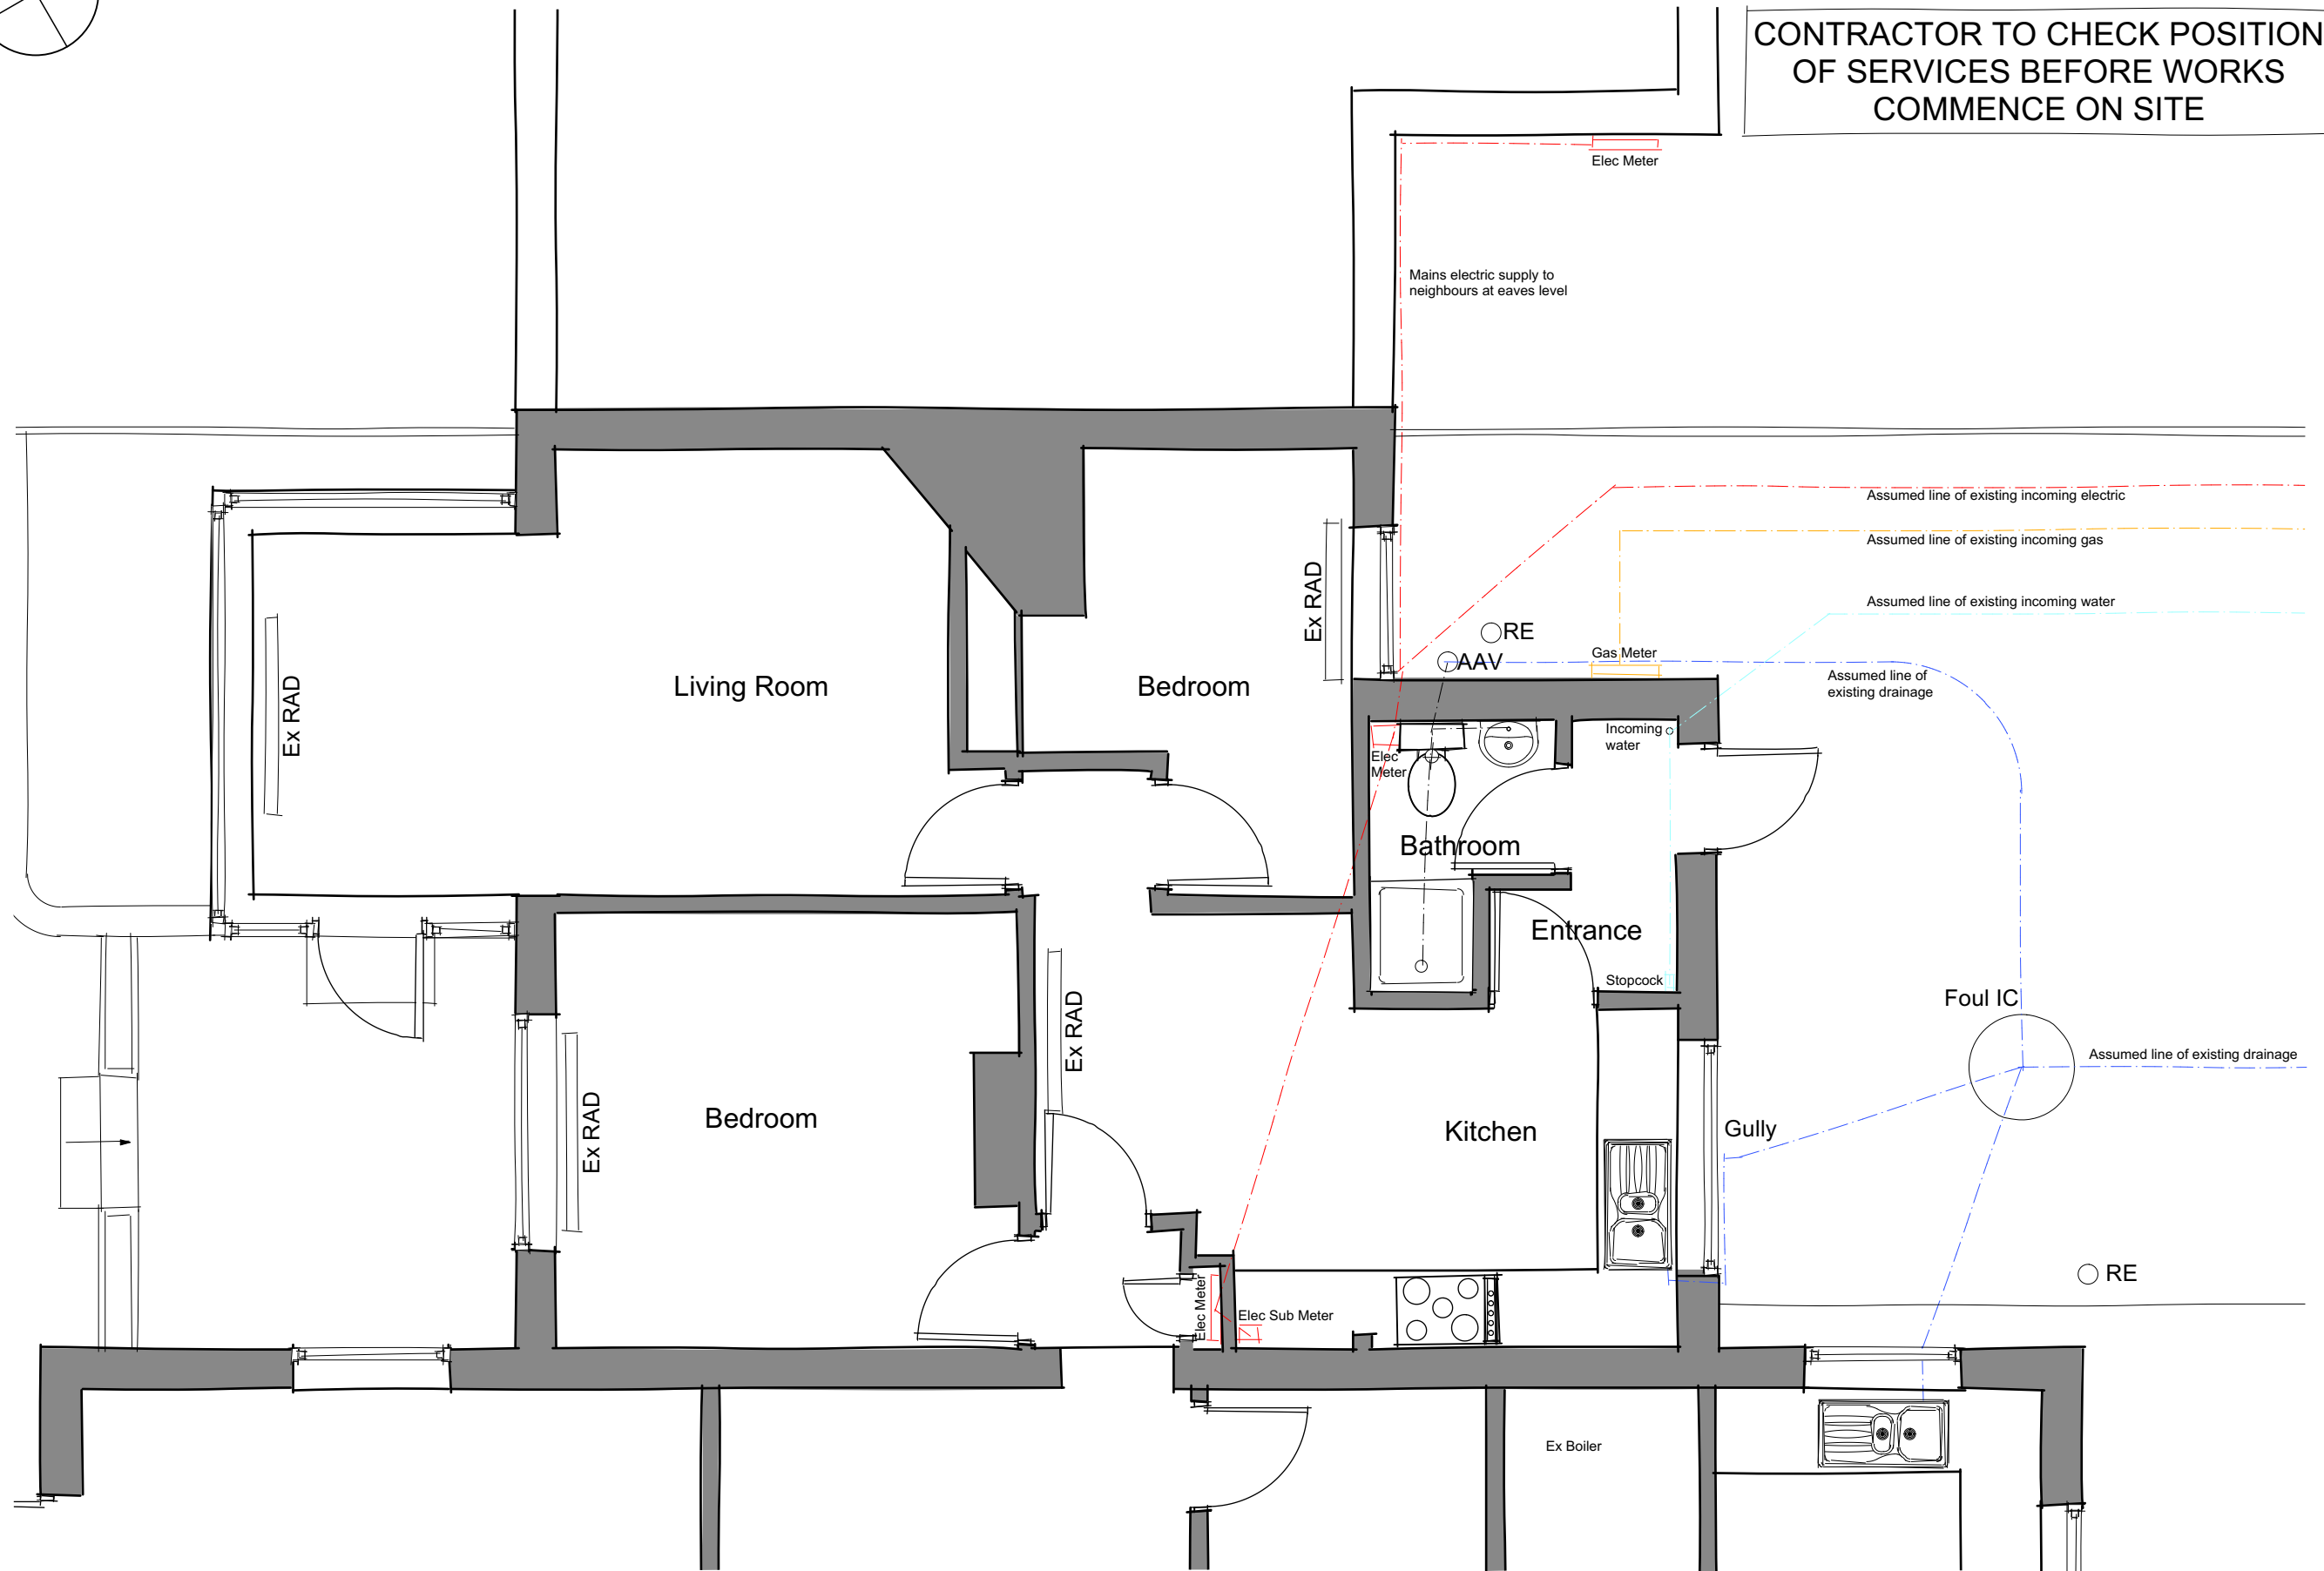 CONTRACTOR TO CHECK POSITION
OF SERVICES BEFORE WORKS
COMMENCE ON SITE
Elec Meter
Mains electric supply to
neighbours at eaves level
Assumed line of existing incoming electric
Assumed line of existing incoming gas
Assumed line of existing incoming water
Ex RAD
RE
AAV
Gas Meter
Assumed line of
existing drainage
Living Room
Bedroom
Ex RAD
Incoming
water
Elec
Meter
Bathroom
Entrance
Stopcock
Foul IC
Ex RAD
Assumed line of existing drainage
Ex RAD
Bedroom
Kitchen
Gully
RE
Elec Meter
Elec Sub Meter
Ex Boiler